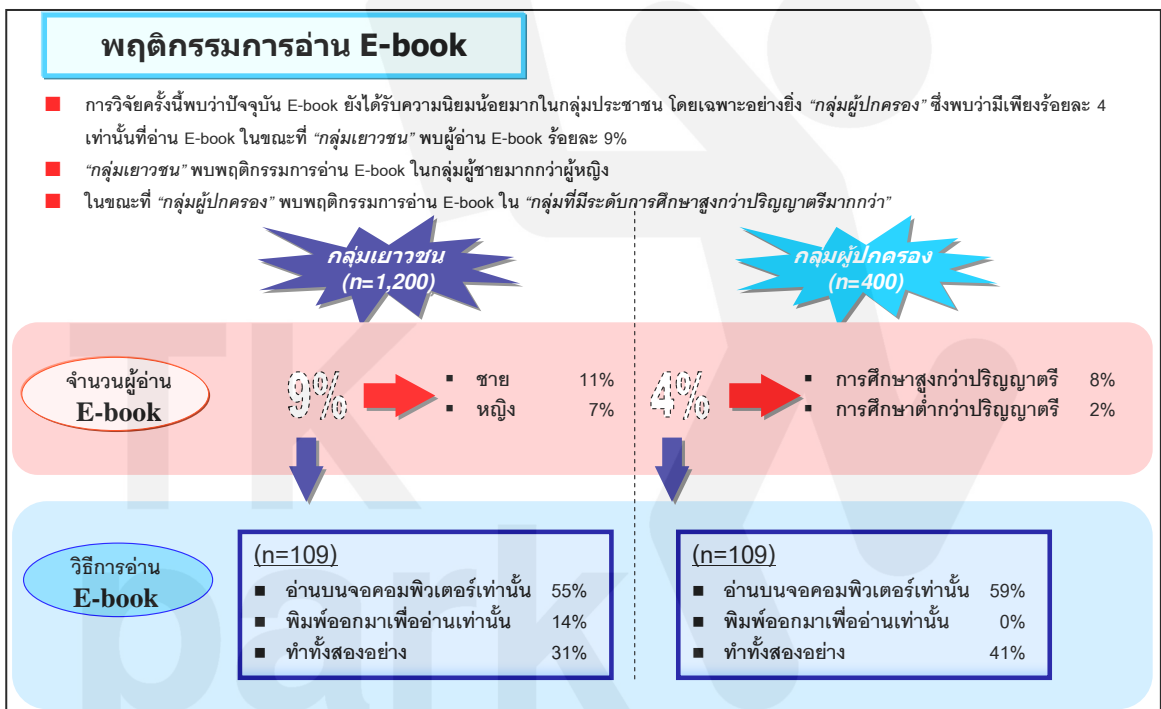 พฤติกรรมการอ่าน E-book
■ การวิจัยครั้งนี้พบว่าปัจจุบัน E-book ยังได้รับความนิยมน้อยมากในกลุ่มประชาชน โดยเฉพาะอย่างยิ่ง “กลุ่มผู้ปกครอง” ซึ่งพบว่ามีเพียงร้อยละ 4
เท่านั้นที่อ่าน E-book ในขณะที่ “กลุ่มเยาวชน” พบผู้อ่าน E-book ร้อยละ 9%
■ “กลุ่มเยาวชน” พบพฤติกรรมการอ่าน E-book ในกลุ่มผู้ชายมากกว่าผู้หญิง
■ ในขณะที่ “กลุ่มผู้ปกครอง” พบพฤติกรรมการอ่าน E-book ใน “กลุ่มที่มีระดับการศึกษาสูงกว่าปริญญาตรีมากกว่า”
กลุ่มเยาวชน
(n=1,200)
กลุ่มผู้ปกครอง
(n=400)
จำนวนผู้อ่าน
E-book
9%
▪ ชาย 11%
▪ หญิง 7%
4%
▪ การศึกษาสูงกว่าปริญญาตรี 8%
▪ การศึกษาต่ำกว่าปริญญาตรี 2%
วิธีการอ่าน
E-book
(n=109)
■ อ่านบนจอคอมพิวเตอร์เท่านั้น 55%
■ พิมพ์ออกมาเพื่ออ่านเท่านั้น 14%
■ ทำทั้งสองอย่าง 31%
(n=109)
■ อ่านบนจอคอมพิวเตอร์เท่านั้น 59%
■ พิมพ์ออกมาเพื่ออ่านเท่านั้น 0%
■ ทำทั้งสองอย่าง 41%
TK
park